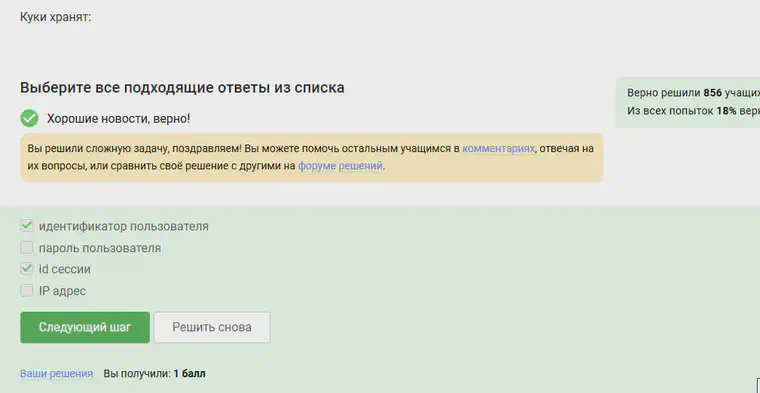 Куки хранят:
Выберите все подходящие ответы из списка
Верно решили 856 учащих
Из всех попыток 18% вер
Хорошие новости, верно!
Вы решили сложную задачу, поздравляем! Вы можете помочь остальным учащимся в комментариях, отвечая на
их вопросы, или сравнить своё решение с другими на форуме решений.
идентификатор пользователя
пароль пользователя
id сессии
IP адрес
Следующий шаг Решить снова
Ваши решения Вы получили: 1 балл